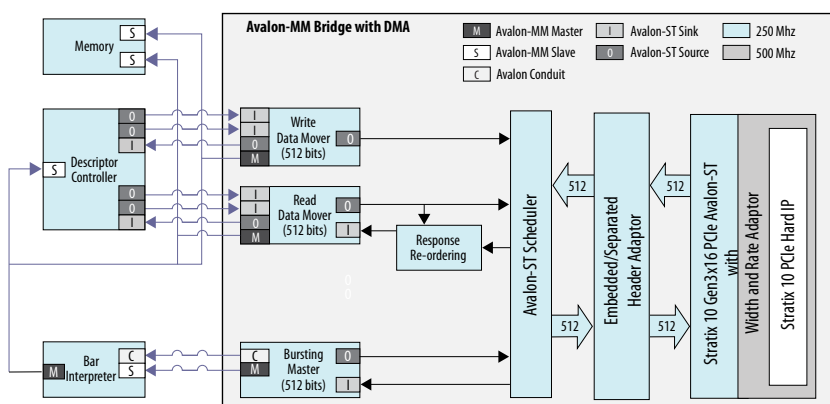 Avalon-MM Bridge with DMA
M Avalon-MM Master
I Avalon-ST Sink
250 Mhz
S Avalon-MM Slave
O Avalon-ST Source
500 Mhz
C Avalon Conduit
Memory
S
S
Descriptor
Controller
O
O
I
S
O
O
I
Write
Data Mover
(512 bits)
I
I
O
M
O
Read
Data Mover
(512 bits)
I
I
O
M
O
I
Response
Re-ordering
0
0
Bar
Interpreter
M
C
S
Bursting
Master
(512 bits)
C
M
O
I
Avalon-ST Scheduler
512
512
Embedded/Separated
Header Adaptor
512
512
Stratix 10 Gen3x16 PCIe Avalon-ST
with
Width and Rate Adaptor
Stratix 10 PCIe Hard IP